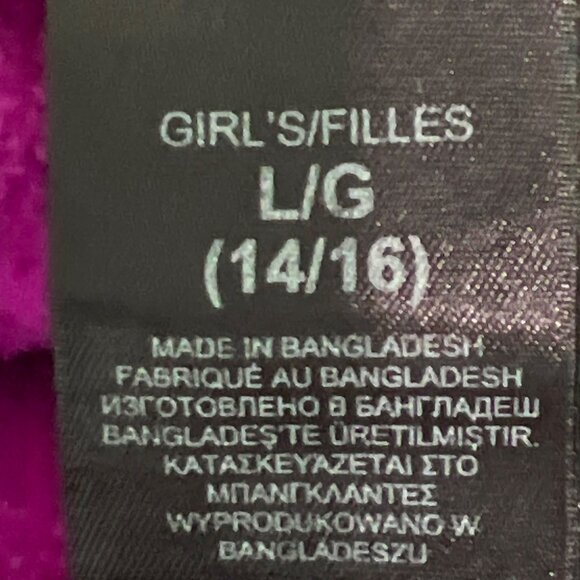 GIRL'S/FILLES
L/G
(14/16)
MADE IN BANGLADESH
FABRIQUÉ AU BANGLADESH
ИЗГОТОВЛЕНО В БАНГЛАДЕШ
BANGLADEŞ'TE ÜRETILMIŞTIR.
ΚΑΤΑΣΚΕΥΆΖΕΤΑΙ ΣΤΟ
ΜΠΑΝΓΚΛΑΝΤΕΣ
WYPRODUKOWANO W
BANGLADESZU